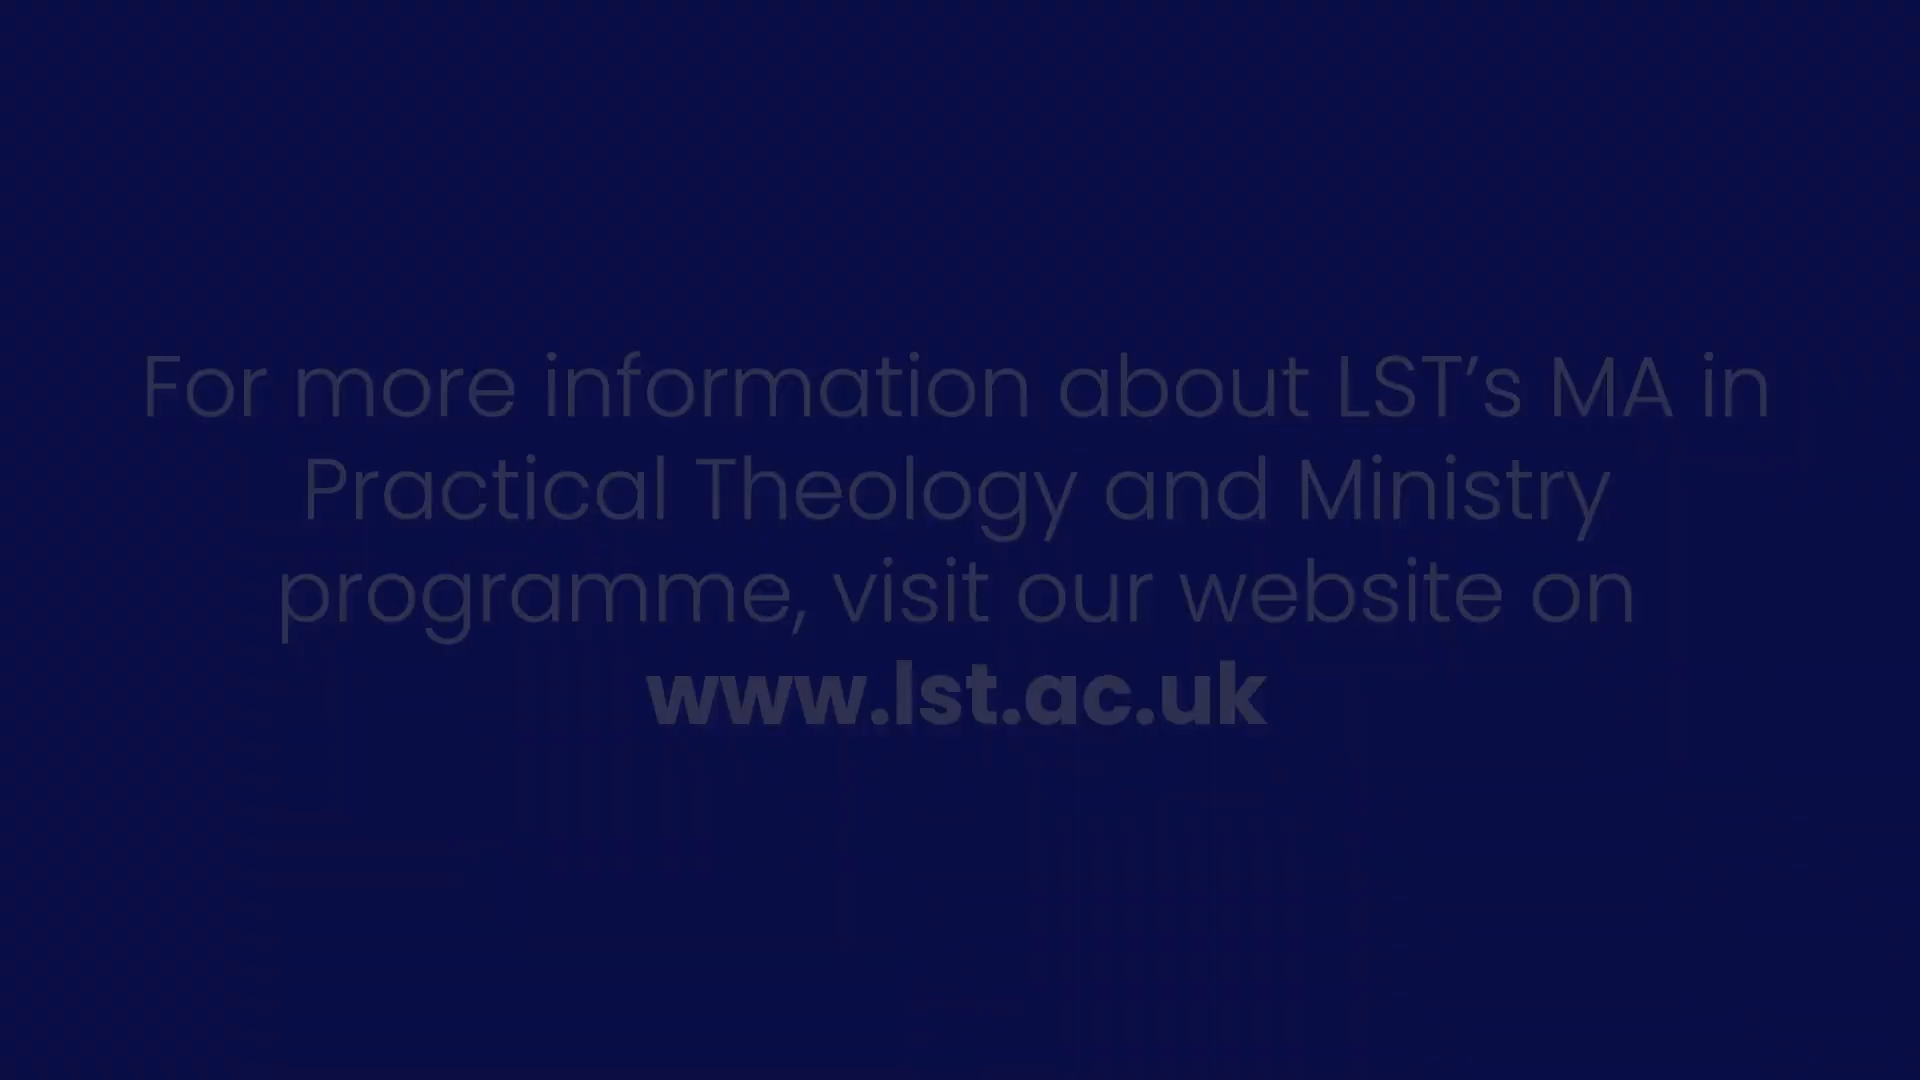 For more information about LST’s MA in
Practical Theology and Ministry
programme, visit our website on
www.lst.ac.uk